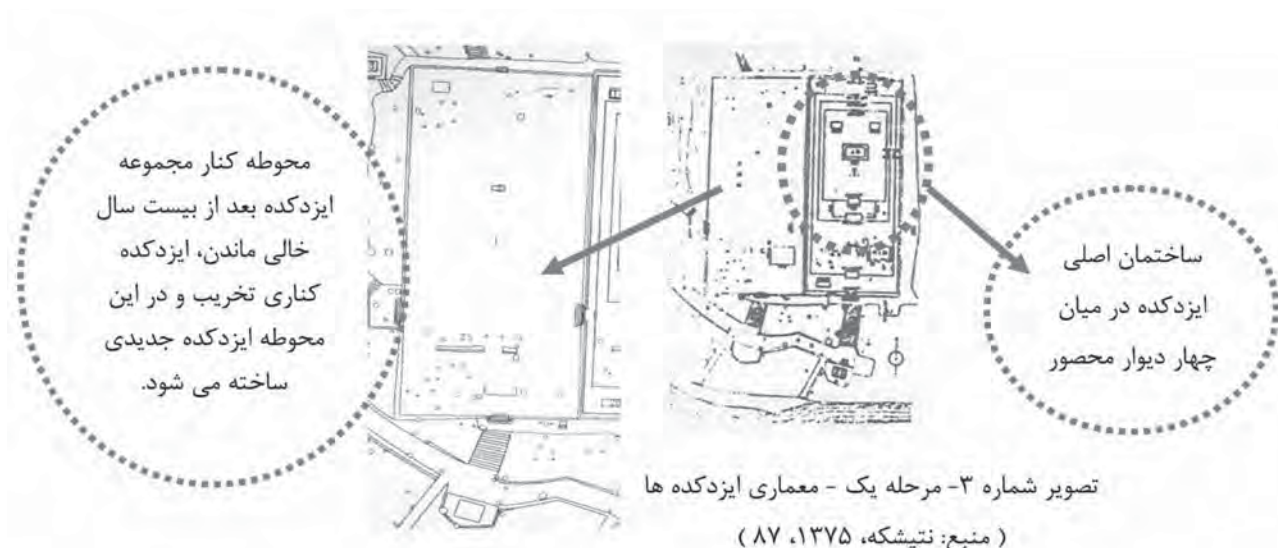 محوطه کنار مجموعه
ایزدکده بعد از بیست سال
خالی ماندن، ایزدکده
کناری تخریب و در این
محوطه ایزدکده جدیدی
ساخته می شود.
ساختمان اصلی
ایزدکده در میان
چهار دیوار محصور
تصویر شماره ۳- مرحله یک - معماری ایزدکده ها
( منبع: نتیشکه، ۱۳۷۵، ۸۷ )